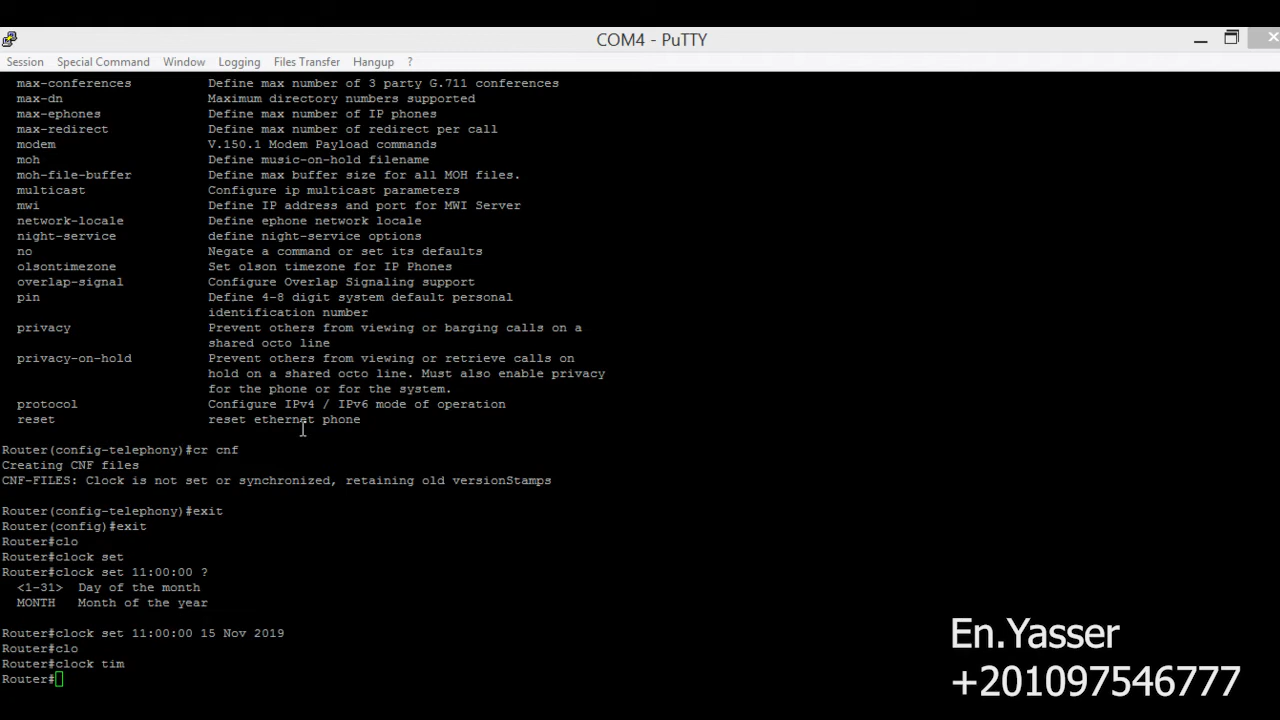 COM4 - PuTTY
Session Special Command Window Logging Files Transfer Hangup ?
max-conferences Define max number of 3 party G.711 conferences
max-dn Maximum directory numbers supported
max-ephones Define max number of IP phones
max-redirect Define max number of redirect per call
modem V.150.1 Modem Payload commands
moh Define music-on-hold filename
moh-file-buffer Define max buffer size for all MOH files.
multicast Configure ip multicast parameters
mwi Define IP address and port for MWI Server
network-locale Define ephone network locale
night-service define night-service options
no Negate a command or set its defaults
olsontimezone Set olson timezone for IP Phones
overlap-signal Configure Overlap Signaling support
pin Define 4-8 digit system default personal
identification number
privacy Prevent others from viewing or barging calls on a
shared octo line
privacy-on-hold Prevent others from viewing or retrieve calls on
hold on a shared octo line. Must also enable privacy
for the phone or for the system.
protocol Configure IPv4 / IPv6 mode of operation
reset reset ethernet phone
Router(config-telephony)#cr cnf
Creating CNF files
CNF-FILES: Clock is not set or synchronized, retaining old versionStamps
Router(config-telephony)#exit
Router(config)#exit
Router#clo
Router#clock set
Router#clock set 11:00:00 ?
<1-31> Day of the month
MONTH Month of the year
Router#clock set 11:00:00 15 Nov 2019
Router#clo
Router#clock tim
Router#
En.Yasser
+201097546777